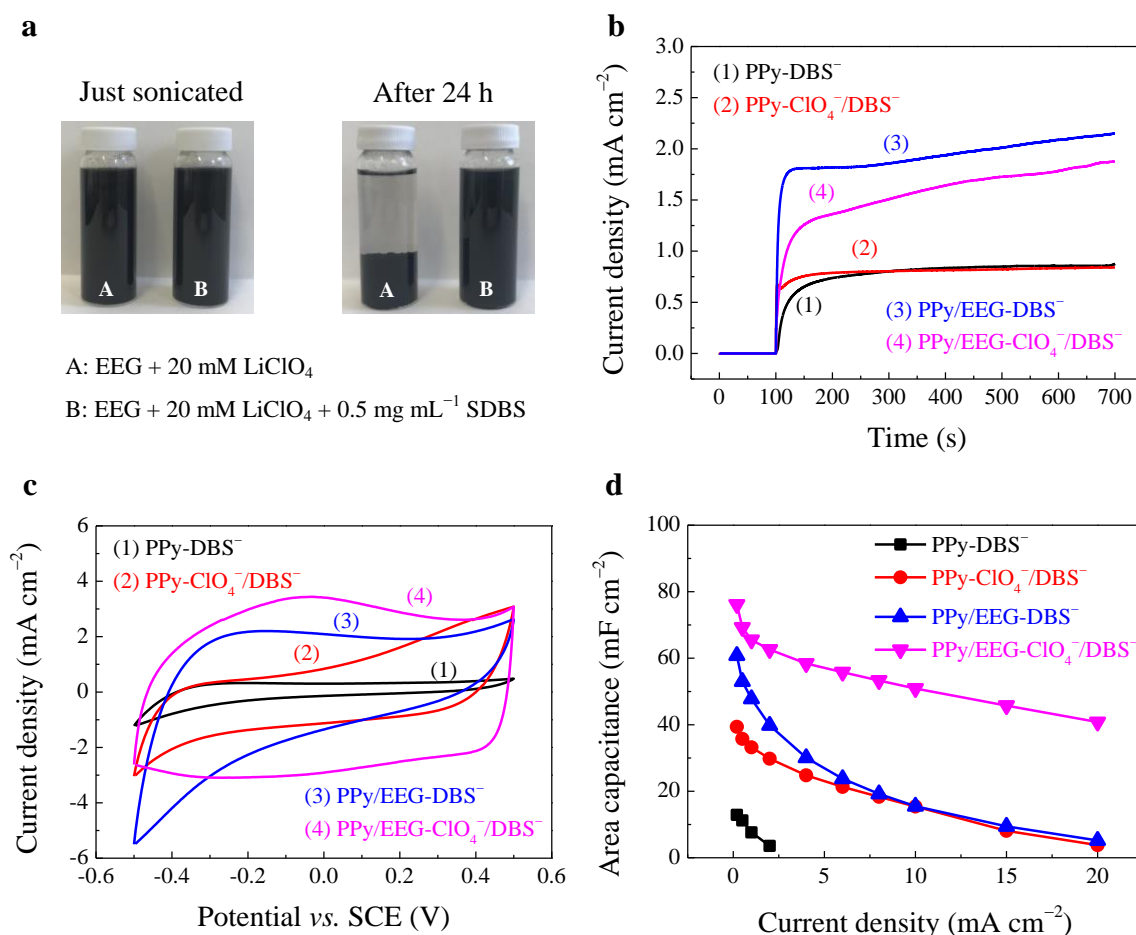 a
Just sonicated
After 24 h
A
B
A
B
A: EEG + 20 mM LiClO₄
B: EEG + 20 mM LiClO₄ + 0.5 mg mL⁻¹ SDBS
b
Current density (mA cm⁻²)
3.0
2.5
2.0
1.5
1.0
0.5
0.0
(1) PPy-DBS⁻
(2) PPy-ClO₄⁻/DBS⁻
(3)
(4)
(2)
(1)
(3) PPy/EEG-DBS⁻
(4) PPy/EEG-ClO₄⁻/DBS⁻
0 100 200 300 400 500 600 700
Time (s)
c
Current density (mA cm⁻²)
6
4
2
0
-2
-4
-6
(1) PPy-DBS⁻
(2) PPy-ClO₄⁻/DBS⁻
(4)
(3)
(2)
(1)
(3) PPy/EEG-DBS⁻
(4) PPy/EEG-ClO₄⁻/DBS⁻
-0.6 -0.4 -0.2 0.0 0.2 0.4 0.6
Potential vs. SCE (V)
d
Area capacitance (mF cm⁻²)
100
80
60
40
20
0
PPy-DBS⁻
PPy-ClO₄⁻/DBS⁻
PPy/EEG-DBS⁻
PPy/EEG-ClO₄⁻/DBS⁻
0 5 10 15 20
Current density (mA cm⁻²)